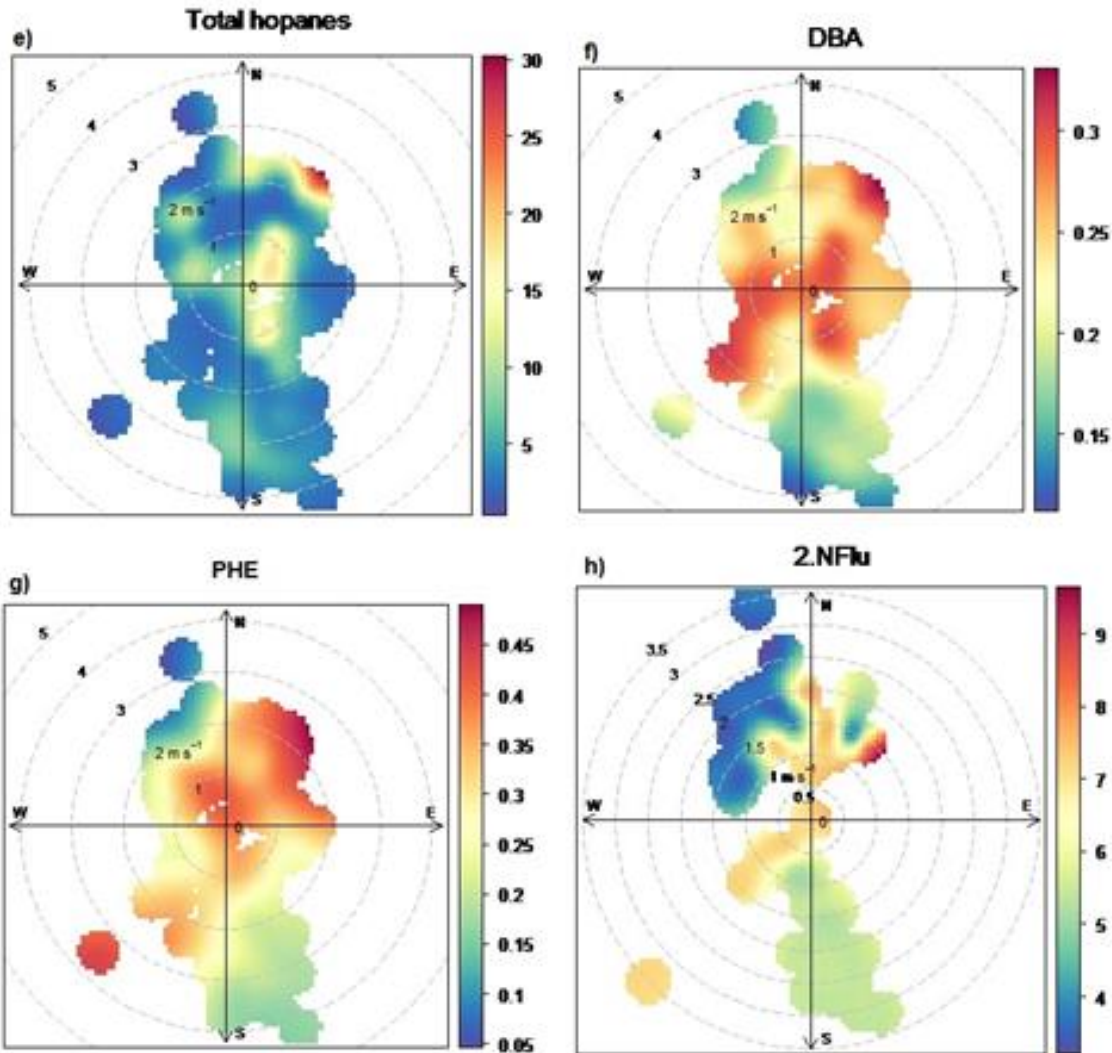 e)
Total hopanes
5
4
3
2 m s⁻¹
1
0
N
W
E
S
30
25
20
15
10
5
f)
DBA
5
4
3
2 m s⁻¹
1
0
N
W
E
S
0.3
0.25
0.2
0.15
g)
PHE
5
4
3
2 m s⁻¹
1
0
N
W
E
S
0.45
0.4
0.35
0.3
0.25
0.2
0.15
0.1
0.05
h)
2.NFlu
3.5
3
2.5
2
1.5
1 m s⁻¹
0.5
0
N
W
E
S
9
8
7
6
5
4